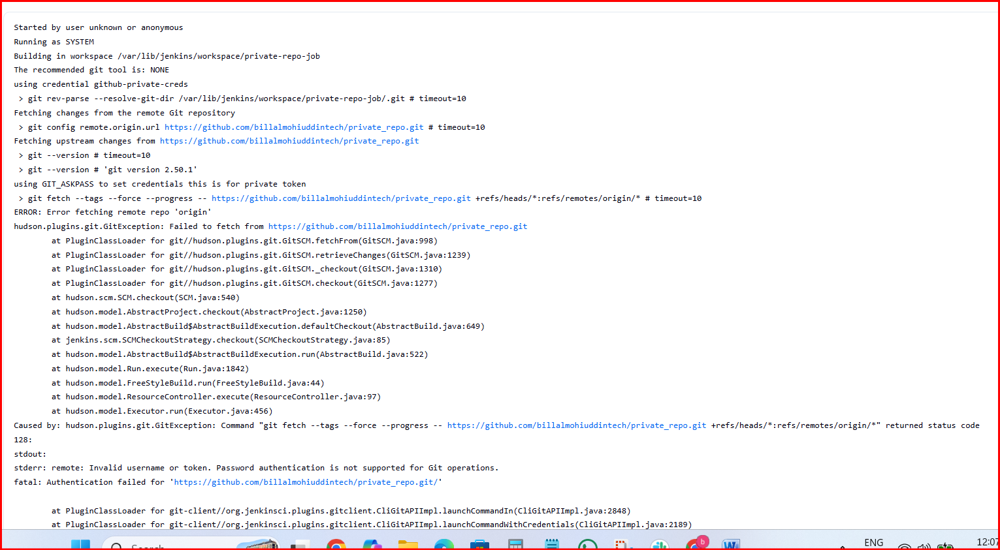 Started by user unknown or anonymous
Running as SYSTEM
Building in workspace /var/lib/jenkins/workspace/private-repo-job
The recommended git tool is: NONE
using credential github-private-creds
 > git rev-parse --resolve-git-dir /var/lib/jenkins/workspace/private-repo-job/.git # timeout=10
Fetching changes from the remote Git repository
 > git config remote.origin.url https://github.com/billalmohiuddintech/private_repo.git # timeout=10
Fetching upstream changes from https://github.com/billalmohiuddintech/private_repo.git
 > git --version # timeout=10
 > git --version # 'git version 2.50.1'
using GIT_ASKPASS to set credentials this is for private token
 > git fetch --tags --force --progress -- https://github.com/billalmohiuddintech/private_repo.git +refs/heads/*:refs/remotes/origin/* # timeout=10
ERROR: Error fetching remote repo 'origin'
hudson.plugins.git.GitException: Failed to fetch from https://github.com/billalmohiuddintech/private_repo.git
	at PluginClassLoader for git//hudson.plugins.git.GitSCM.fetchFrom(GitSCM.java:998)
	at PluginClassLoader for git//hudson.plugins.git.GitSCM.retrieveChanges(GitSCM.java:1239)
	at PluginClassLoader for git//hudson.plugins.git.GitSCM._checkout(GitSCM.java:1310)
	at PluginClassLoader for git//hudson.plugins.git.GitSCM.checkout(GitSCM.java:1277)
	at hudson.scm.SCM.checkout(SCM.java:540)
	at hudson.model.AbstractProject.checkout(AbstractProject.java:1250)
	at hudson.model.AbstractBuild$AbstractBuildExecution.defaultCheckout(AbstractBuild.java:649)
	at jenkins.scm.SCMCheckoutStrategy.checkout(SCMCheckoutStrategy.java:85)
	at hudson.model.AbstractBuild$AbstractBuildExecution.run(AbstractBuild.java:522)
	at hudson.model.Run.execute(Run.java:1842)
	at hudson.model.FreeStyleBuild.run(FreeStyleBuild.java:44)
	at hudson.model.ResourceController.execute(ResourceController.java:97)
	at hudson.model.Executor.run(Executor.java:456)
Caused by: hudson.plugins.git.GitException: Command "git fetch --tags --force --progress -- https://github.com/billalmohiuddintech/private_repo.git +refs/heads/*:refs/remotes/origin/*" returned status code
128:
stdout:
stderr: remote: Invalid username or token. Password authentication is not supported for Git operations.
fatal: Authentication failed for 'https://github.com/billalmohiuddintech/private_repo.git/'
	at PluginClassLoader for git-client//org.jenkinsci.plugins.gitclient.CliGitAPIImpl.launchCommandIn(CliGitAPIImpl.java:2848)
	at PluginClassLoader for git-client//org.jenkinsci.plugins.gitclient.CliGitAPIImpl.launchCommandWithCredentials(CliGitAPIImpl.java:2189)
Search
b
ENG
12:07